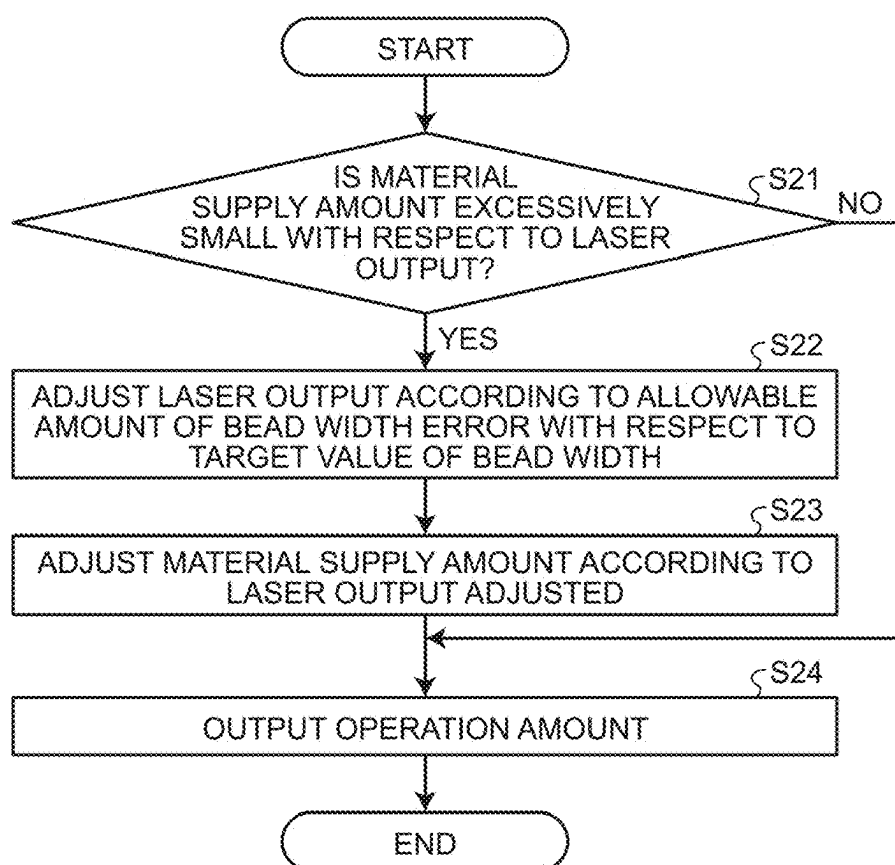 START
IS MATERIAL
SUPPLY AMOUNT EXCESSIVELY
SMALL WITH RESPECT TO LASER
OUTPUT?
S21
NO
YES
S22
ADJUST LASER OUTPUT ACCORDING TO ALLOWABLE
AMOUNT OF BEAD WIDTH ERROR WITH RESPECT TO
TARGET VALUE OF BEAD WIDTH
S23
ADJUST MATERIAL SUPPLY AMOUNT ACCORDING TO
LASER OUTPUT ADJUSTED
S24
OUTPUT OPERATION AMOUNT
END